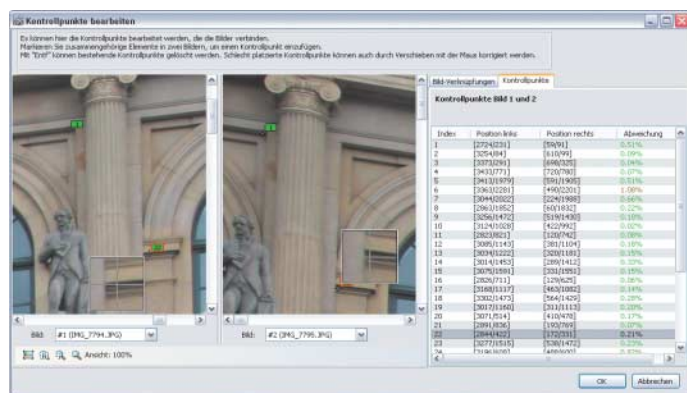 Kontrollpunkte bearbeiten
Es können hier die Kontrollpunkte bearbeitet werden, die die Bilder verbinden.
Markieren Sie zusammengehörige Elemente in zwei Bildern, um einen Kontrollpunkt einzufügen.
Mit "Entf" können bestehende Kontrollpunkte gelöscht werden. Schlecht platzierte Kontrollpunkte können auch durch Verschieben mit der Maus korrigiert werden.
Bild-Verknüpfungen Kontrollpunkte
Kontrollpunkte Bild 1 und 2
Index Position links Position rechts Abweichung
1 [2724/231] [59/91] 0.51%
2 [3254/84] [610/99] 0.09%
3 [3373/291] [698/325] 0.04%
4 [3433/771] [720/780] 0.07%
5 [3413/1979] [591/1905] 0.51%
6 [3361/2281] [490/2201] 1.08%
7 [3044/2022] [224/1988] 0.66%
8 [2863/1852] [60/1832] 0.22%
9 [3256/1472] [519/1430] 0.18%
10 [3124/1028] [422/992] 0.02%
11 [2823/821] [120/742] 0.08%
12 [3085/1143] [381/1104] 0.18%
13 [3034/1222] [320/1181] 0.15%
14 [3014/1453] [289/1412] 0.33%
15 [3075/1591] [331/1551] 0.15%
16 [2826/711] [129/625] 0.06%
17 [3168/1117] [463/1082] 0.14%
18 [3302/1473] [564/1429] 0.28%
19 [3017/1160] [311/1113] 0.20%
20 [3071/514] [410/478] 0.17%
21 [2891/836] [193/769] 0.07%
22 [2844/422] [172/331] 0.21%
23 [3277/1515] [538/1472] 0.23%
24
Bild: #1 (IMG_7794.JPG) Bild: #2 (IMG_7795.JPG)
Ansicht: 100%
OK Abbrechen